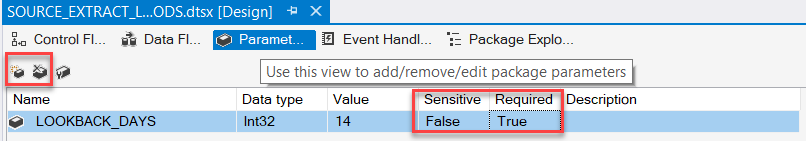 SOURCE_EXTRACT_L...ODS.dtsx [Design]
Control Fl... Data Fl... Paramet... Event Handl... Package Explo...
Use this view to add/remove/edit package parameters
Name Data type Value Sensitive Required Description
LOOKBACK_DAYS Int32 14 False True